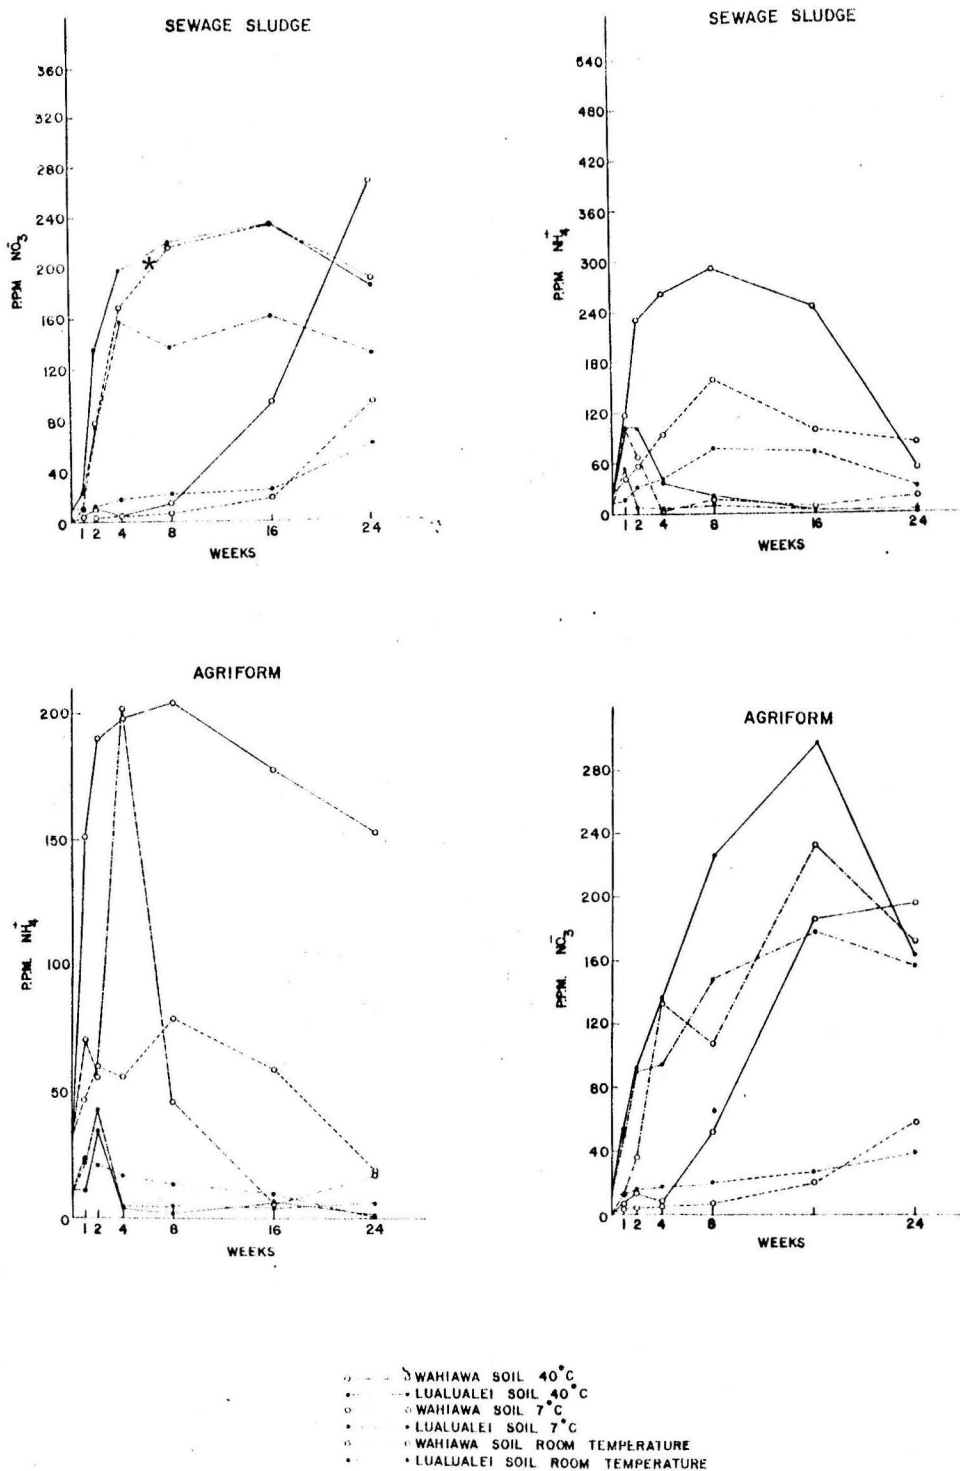 SEWAGE SLUDGE
360
320
280
240
200
160
120
80
40
0
P.P.M. NO₃⁻
*
1 2 4 8 16 24
WEEKS
SEWAGE SLUDGE
540
480
420
360
300
240
180
120
60
0
P.P.M. NH₄⁺
1 2 4 8 16 24
WEEKS
AGRIFORM
200
150
100
50
0
P.P.M. NH₄⁺
1 2 4 8 16 24
WEEKS
AGRIFORM
280
240
200
160
120
80
40
0
P.P.M. NO₃⁻
1 2 4 8 16 24
WEEKS
WAHIAWA SOIL 40°C
LUALUALEI SOIL 40°C
WAHIAWA SOIL 7°C
LUALUALEI SOIL 7°C
WAHIAWA SOIL ROOM TEMPERATURE
LUALUALEI SOIL ROOM TEMPERATURE